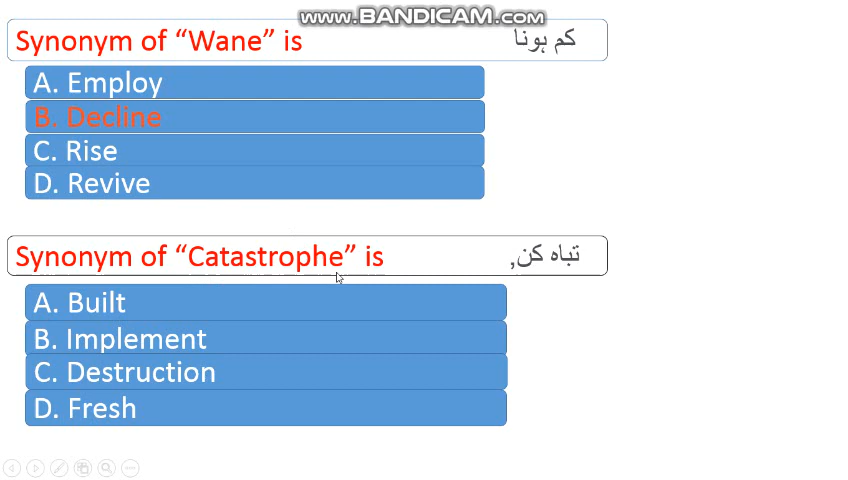 www.BANDICAM.com
Synonym of “Wane” is کم ہونا
A. Employ
B. Decline
C. Rise
D. Revive
Synonym of “Catastrophe” is تباہ کن,
A. Built
B. Implement
C. Destruction
D. Fresh